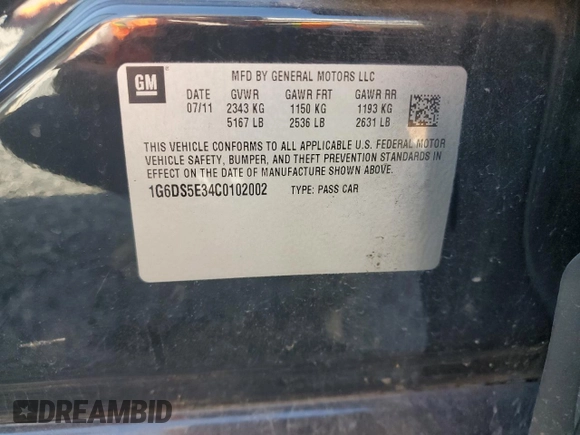 GM
MFD BY GENERAL MOTORS LLC
DATE GVWR GAWR FRT GAWR RR
07/11 2343 KG 1150 KG 1193 KG
5167 LB 2536 LB 2631 LB
THIS VEHICLE CONFORMS TO ALL APPLICABLE U.S. FEDERAL MOTOR
VEHICLE SAFETY, BUMPER, AND THEFT PREVENTION STANDARDS IN
EFFECT ON THE DATE OF MANUFACTURE SHOWN ABOVE.
1G6DS5E34C0102002 TYPE: PASS CAR
DREAMBID